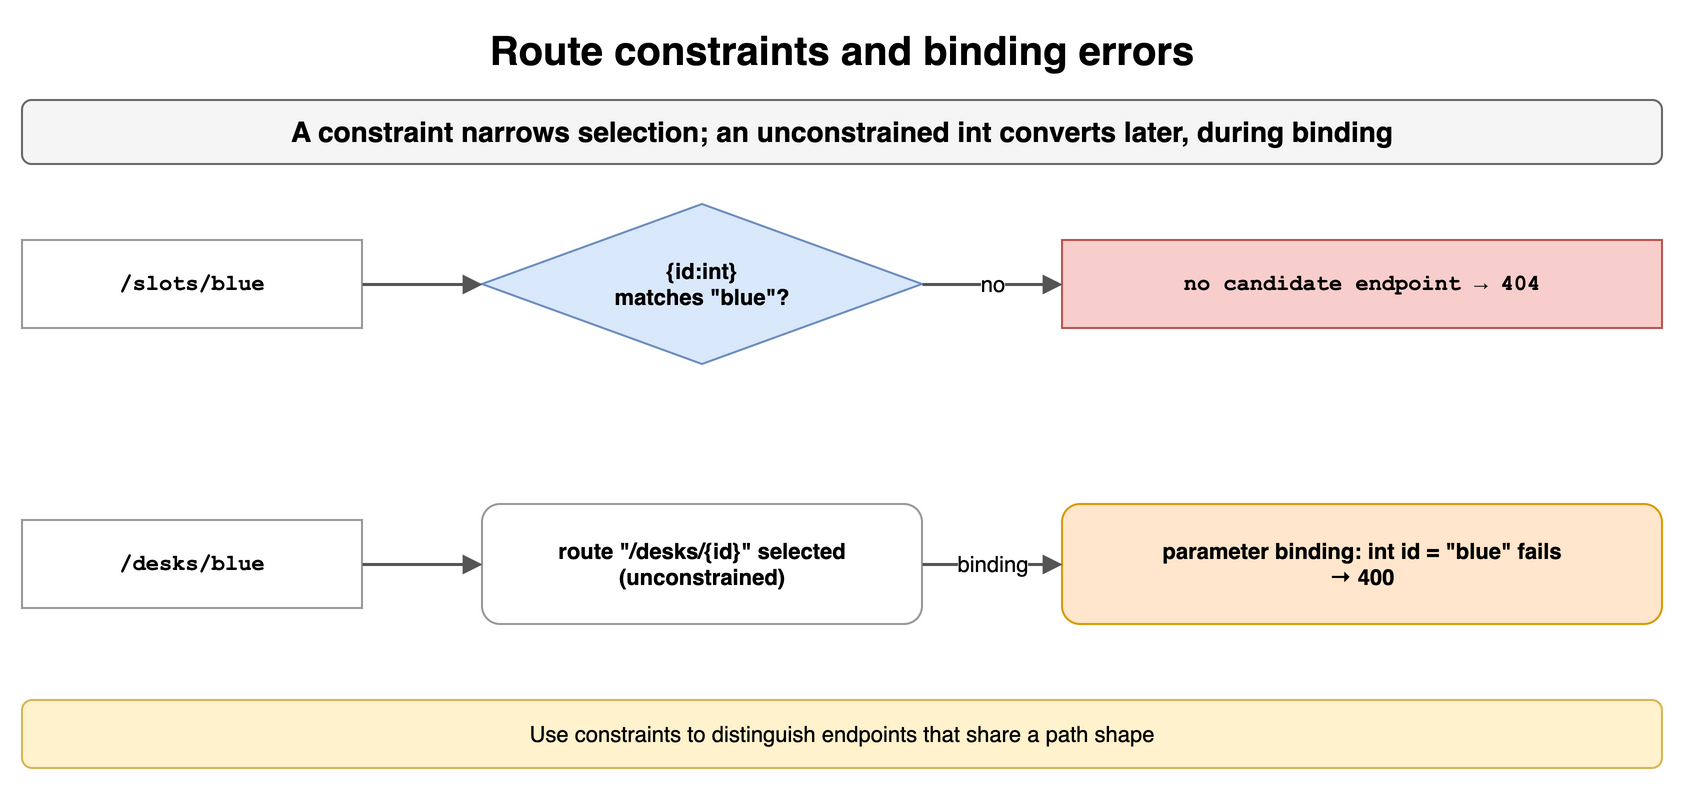 Route constraints and binding errors
A constraint narrows selection; an unconstrained int converts later, during binding
/slots/blue
{id:int}
matches "blue"?
no
no candidate endpoint → 404
/desks/blue
route "/desks/{id}" selected
(unconstrained)
binding
parameter binding: int id = "blue" fails
→ 400
Use constraints to distinguish endpoints that share a path shape